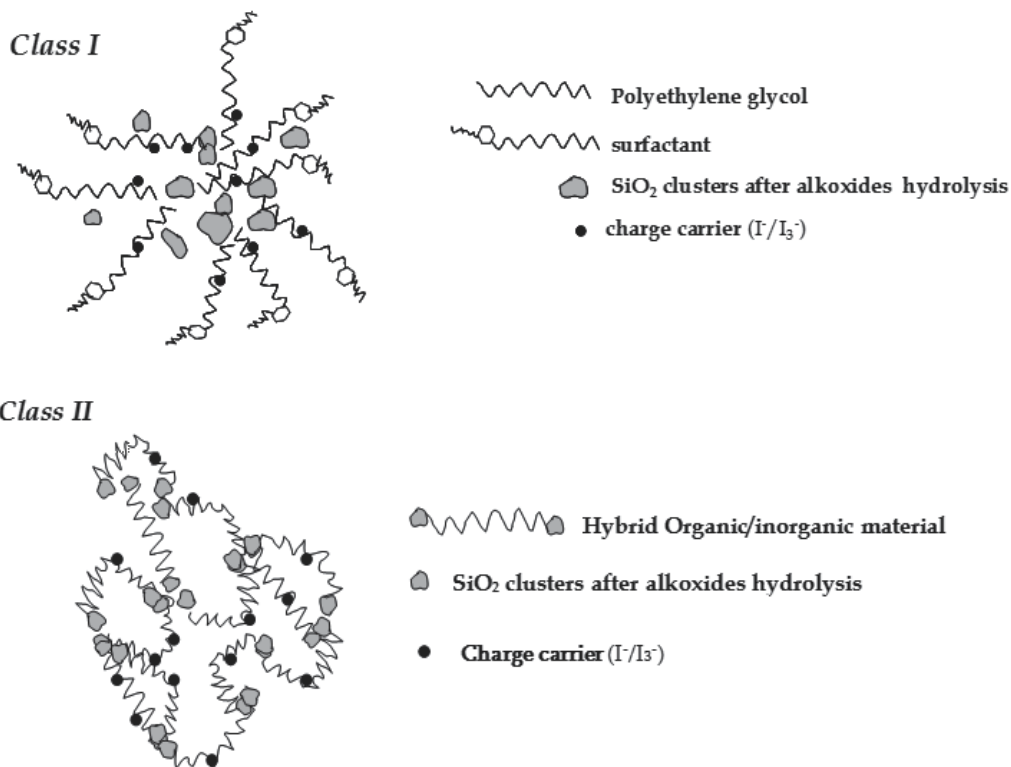 Class I
Polyethylene glycol
surfactant
SiO₂ clusters after alkoxides hydrolysis
charge carrier (I⁻/I₃⁻)
Class II
Hybrid Organic/inorganic material
SiO₂ clusters after alkoxides hydrolysis
Charge carrier (I⁻/I₃⁻)